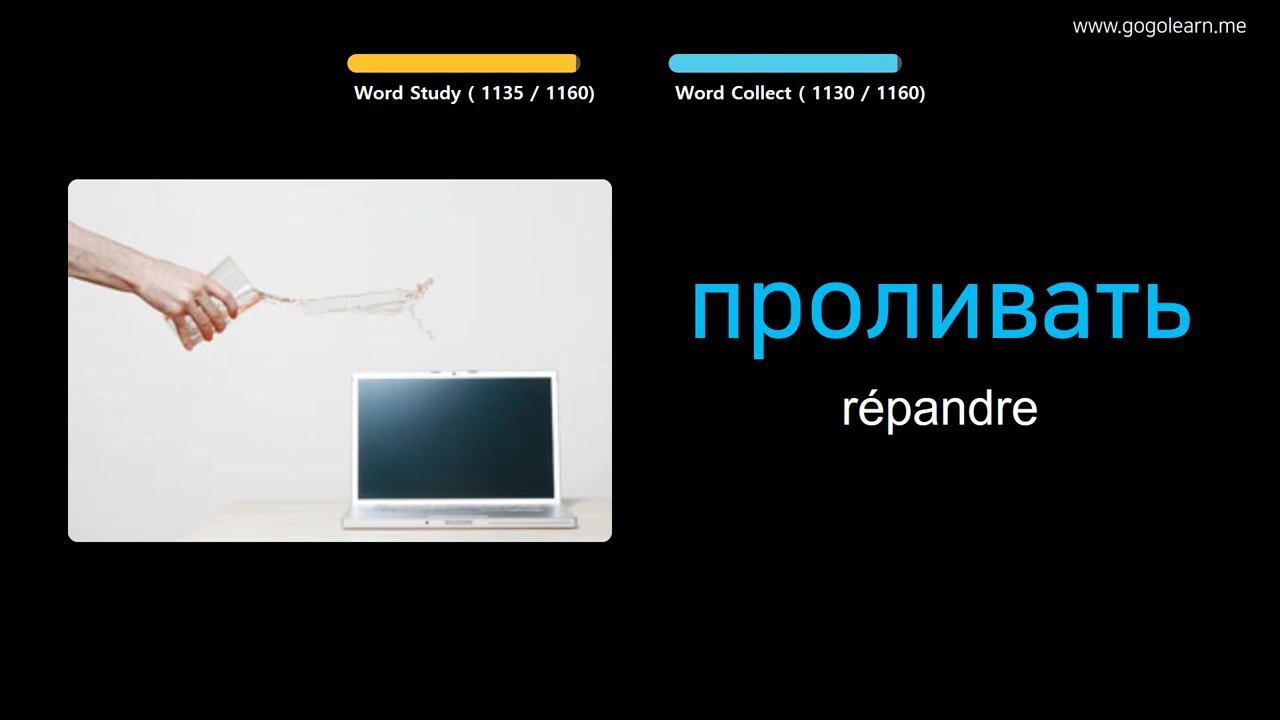 www.gogolearn.me
Word Study ( 1135 / 1160)
Word Collect ( 1130 / 1160)
проливать
répandre